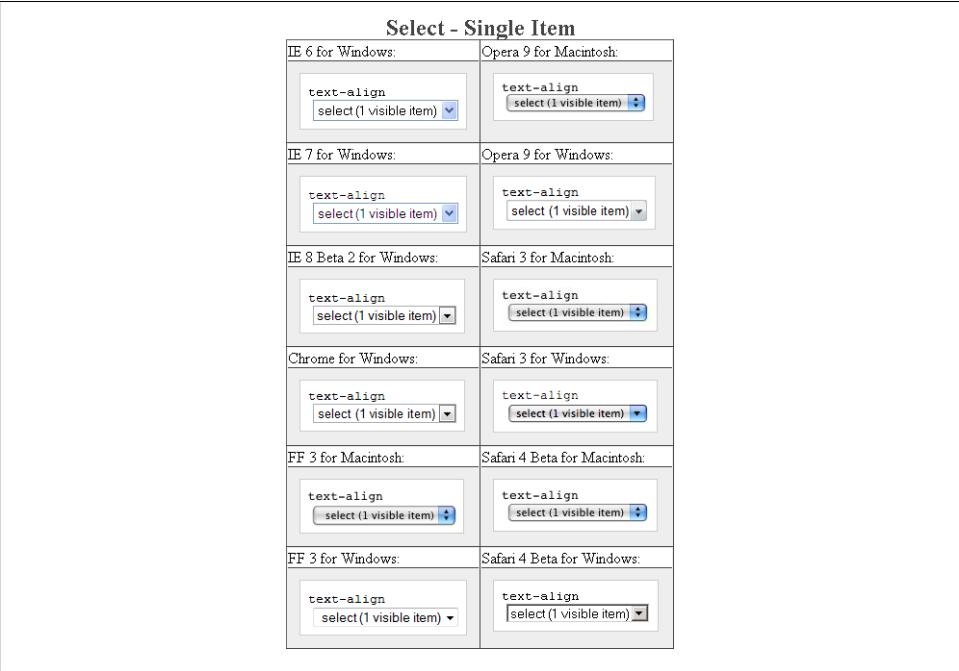 Select - Single Item
IE 6 for Windows:
text-align
select (1 visible item)
Opera 9 for Macintosh:
text-align
select (1 visible item)
IE 7 for Windows:
text-align
select (1 visible item)
Opera 9 for Windows:
text-align
select (1 visible item)
IE 8 Beta 2 for Windows:
text-align
select (1 visible item)
Safari 3 for Macintosh:
text-align
select (1 visible item)
Chrome for Windows:
text-align
select (1 visible item)
Safari 3 for Windows:
text-align
select (1 visible item)
FF 3 for Macintosh:
text-align
select (1 visible item)
Safari 4 Beta for Macintosh:
text-align
select (1 visible item)
FF 3 for Windows:
text-align
select (1 visible item)
Safari 4 Beta for Windows:
text-align
select (1 visible item)